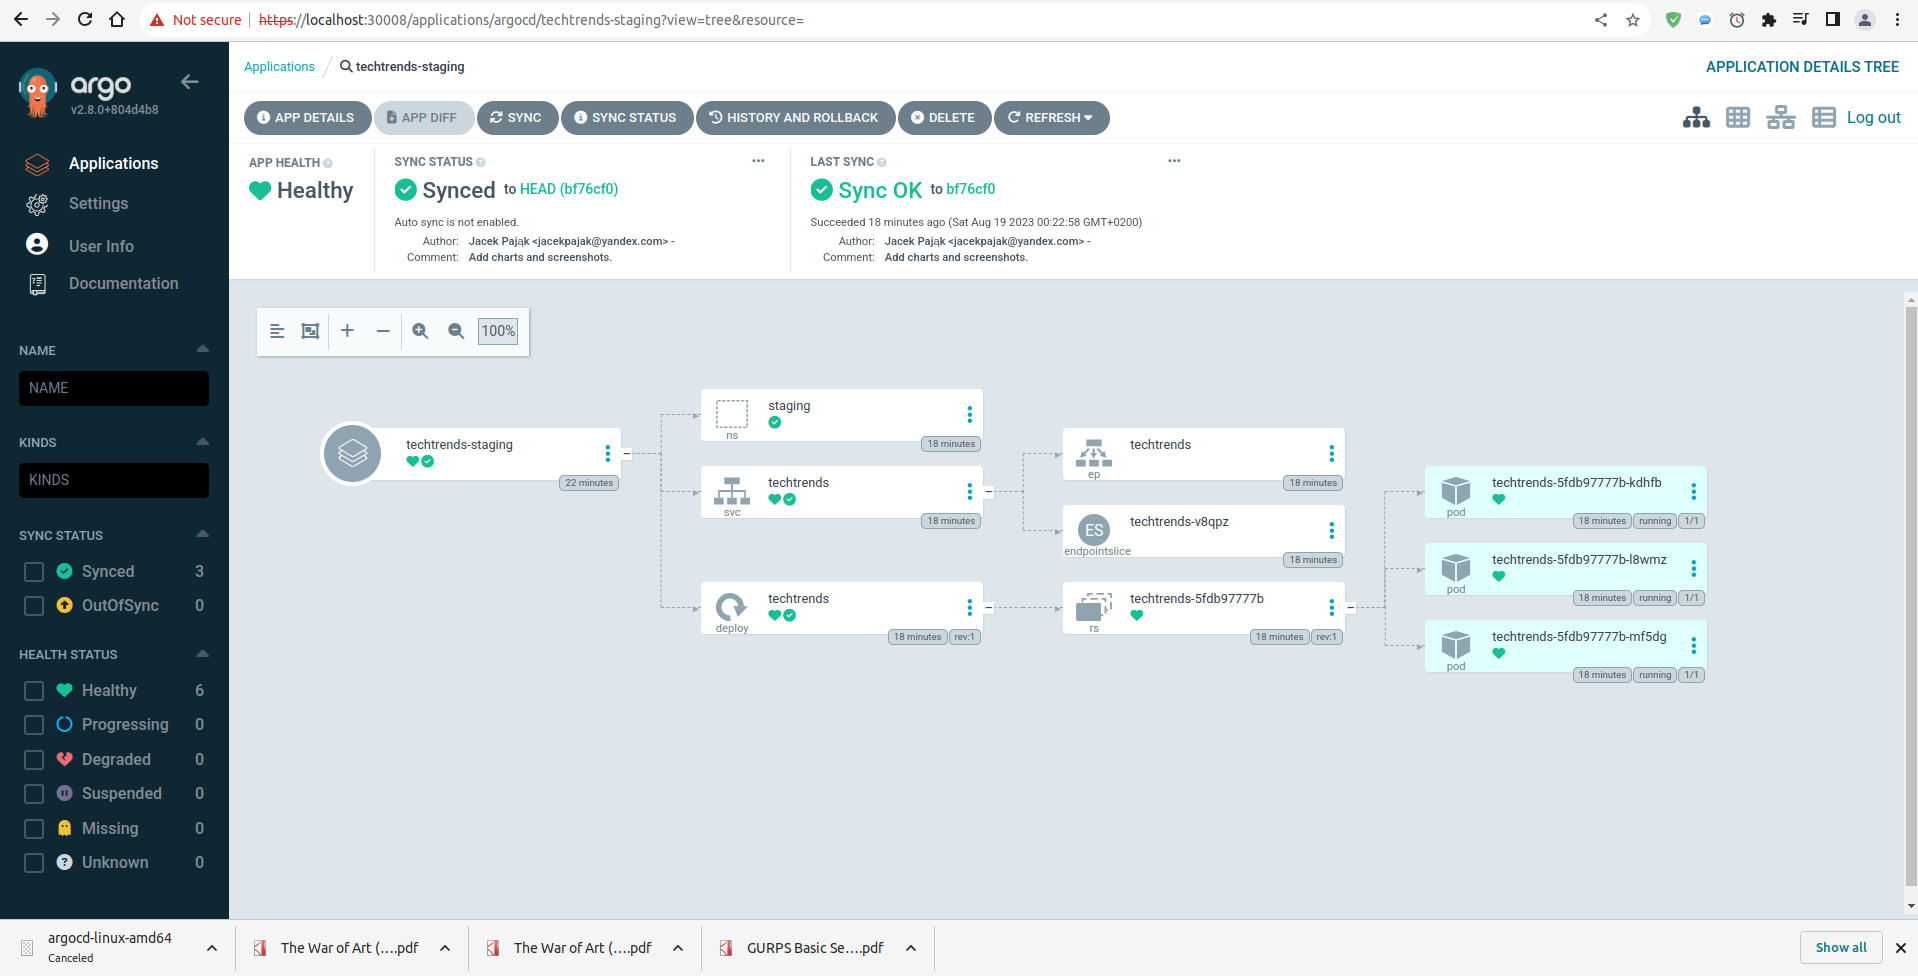 Not secure
https://localhost:30008/applications/argocd/techtrends-staging?view=tree&resource=
argo
v2.8.0+804d4b8
Applications
Settings
User Info
Documentation
NAME
NAME
KINDS
KINDS
SYNC STATUS
Synced 3
OutOfSync 0
HEALTH STATUS
Healthy 6
Progressing 0
Degraded 0
Suspended 0
Missing 0
Unknown 0
Applications / techtrends-staging
APPLICATION DETAILS TREE
APP DETAILS APP DIFF SYNC SYNC STATUS HISTORY AND ROLLBACK DELETE REFRESH
Log out
APP HEALTH
Healthy
SYNC STATUS
Synced to HEAD (bf76cf0)
Auto sync is not enabled.
Author: Jacek Pająk <jacekpajak@yandex.com> -
Comment: Add charts and screenshots.
LAST SYNC
Sync OK to bf76cf0
Succeeded 18 minutes ago (Sat Aug 19 2023 00:22:58 GMT+0200)
Author: Jacek Pająk <jacekpajak@yandex.com> -
Comment: Add charts and screenshots.
100%
techtrends-staging
22 minutes
staging
ns
18 minutes
techtrends
svc
18 minutes
techtrends
deploy
18 minutes rev:1
techtrends
ep
18 minutes
ES
techtrends-v8qpz
endpointslice
18 minutes
techtrends-5fdb97777b
rs
18 minutes rev:1
techtrends-5fdb97777b-kdhfb
pod
18 minutes running 1/1
techtrends-5fdb97777b-l8wmz
pod
18 minutes running 1/1
techtrends-5fdb97777b-mf5dg
pod
18 minutes running 1/1
argocd-linux-amd64
Canceled
The War of Art (....pdf
The War of Art (....pdf
GURPS Basic Se....pdf
Show all